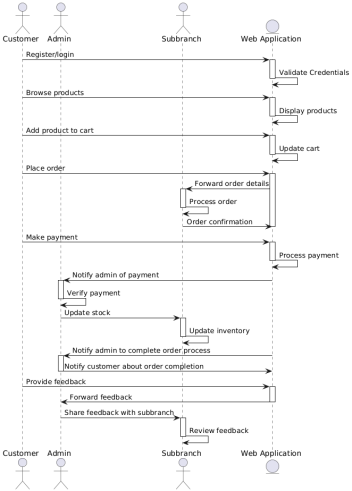 Customer Admin Subbranch Web Application
Register/login
Validate Credentials
Browse products
Display products
Add product to cart
Update cart
Place order
Forward order details
Process order
Order confirmation
Make payment
Process payment
Notify admin of payment
Verify payment
Update stock
Update inventory
Notify admin to complete order process
Notify customer about order completion
Provide feedback
Forward feedback
Share feedback with subbranch
Review feedback
Customer Admin Subbranch Web Application